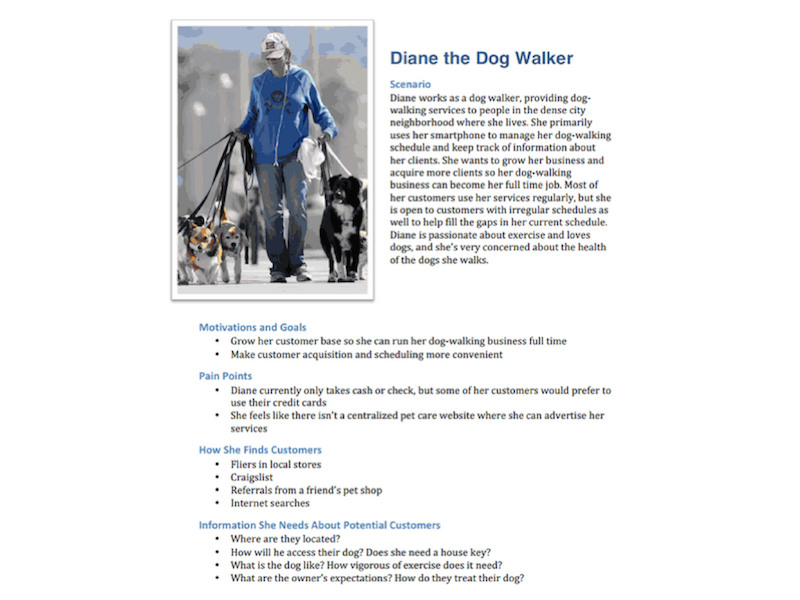 Diane the Dog Walker
Scenario
Diane works as a dog walker, providing dog-
walking services to people in the dense city
neighborhood where she lives. She primarily
uses her smartphone to manage her dog-walking
schedule and keep track of information about
her clients. She wants to grow her business and
acquire more clients so her dog-walking
business can become her full time job. Most of
her customers use her services regularly, but she
is open to customers with irregular schedules as
well to help fill the gaps in her current schedule.
Diane is passionate about exercise and loves
dogs, and she's very concerned about the health
of the dogs she walks.
Motivations and Goals
• Grow her customer base so she can run her dog-walking business full time
• Make customer acquisition and scheduling more convenient
Pain Points
• Diane currently only takes cash or check, but some of her customers would prefer to
use their credit cards
• She feels like there isn't a centralized pet care website where she can advertise her
services
How She Finds Customers
• Fliers in local stores
• Craigslist
• Referrals from a friend's pet shop
• Internet searches
Information She Needs About Potential Customers
• Where are they located?
• How will he access their dog? Does she need a house key?
• What is the dog like? How vigorous of exercise does it need?
• What are the owner's expectations? How do they treat their dog?